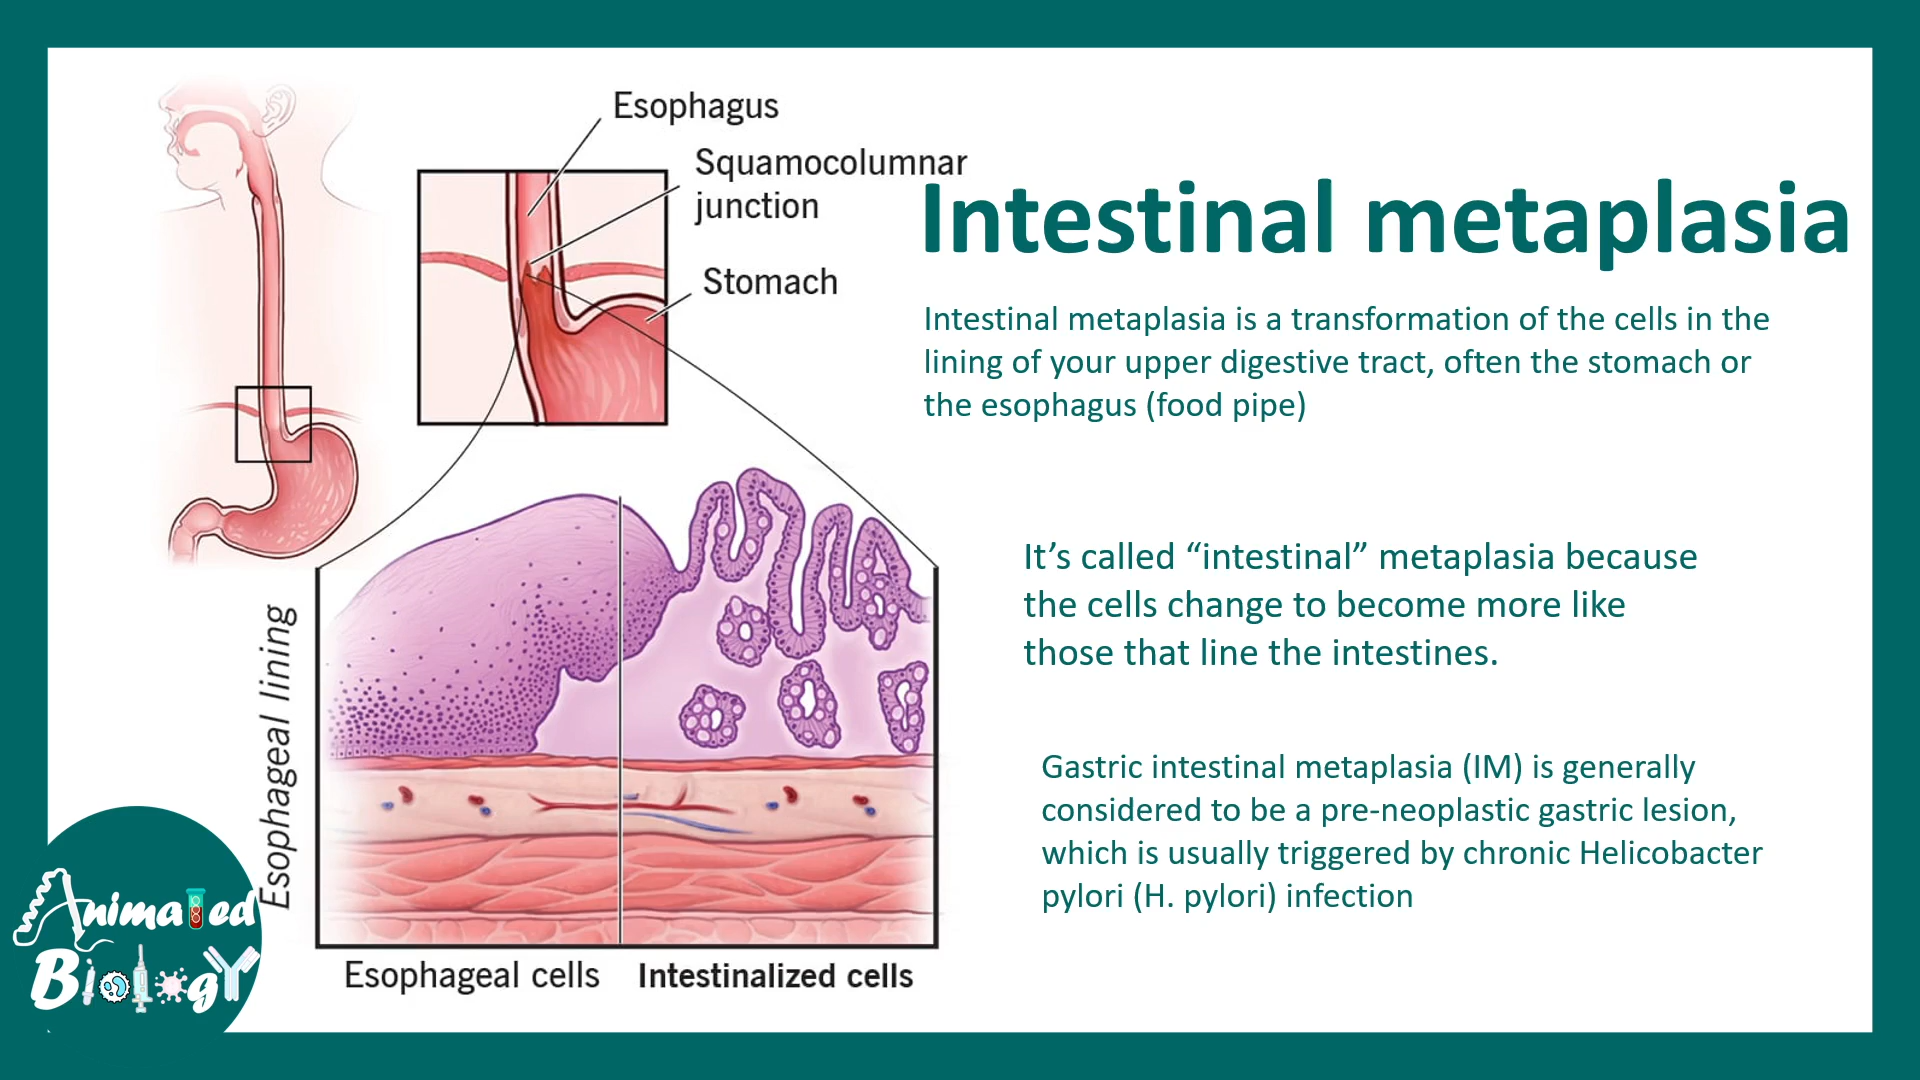 Esophagus
Squamocolumnar
junction
Stomach
Intestinal metaplasia
Intestinal metaplasia is a transformation of the cells in the
lining of your upper digestive tract, often the stomach or
the esophagus (food pipe)
It’s called “intestinal” metaplasia because
the cells change to become more like
those that line the intestines.
Gastric intestinal metaplasia (IM) is generally
considered to be a pre-neoplastic gastric lesion,
which is usually triggered by chronic Helicobacter
pylori (H. pylori) infection
Esophageal lining
Esophageal cells
Intestinalized cells
Animated
Biology